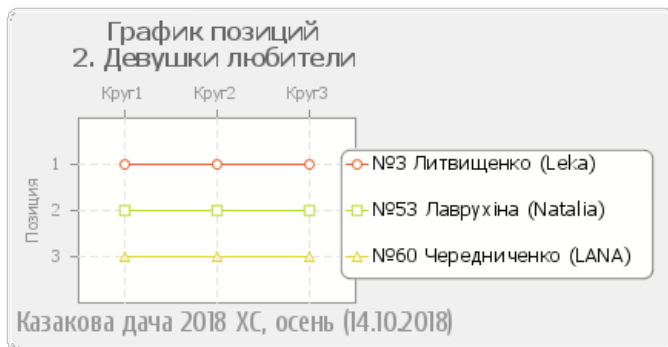 График позиций
2. Девушки любители
Круг1 Круг2 Круг3
Позиция
1 №3 Литвищенко (Leka)
2 №53 Лаврухіна (Natalia)
3 №60 Чередниченко (LANA)
Казакова дача 2018 XC, осень (14.10.2018)